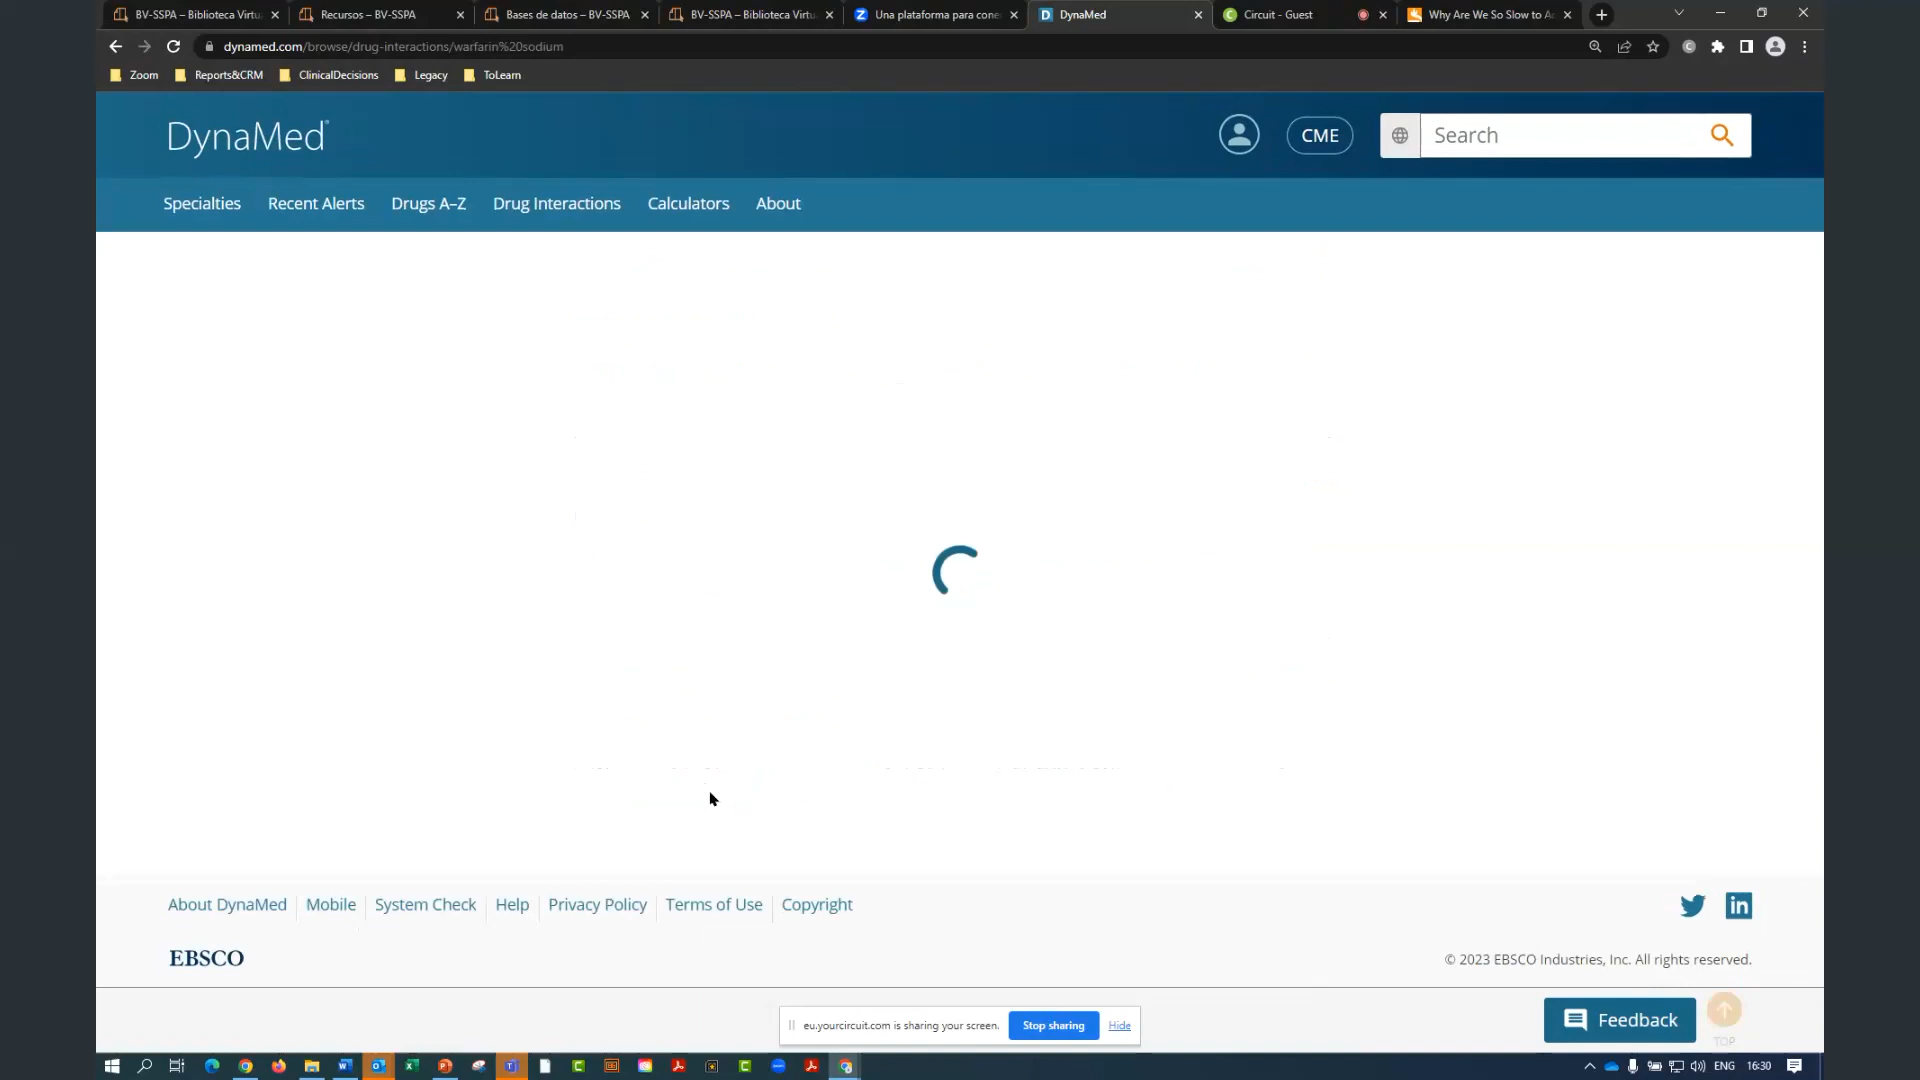 BV-SSPA – Biblioteca Virtu
Recursos – BV-SSPA
Bases de datos – BV-SSPA
BV-SSPA – Biblioteca Virtu
Una plataforma para cone
DynaMed
Circuit - Guest
Why Are We So Slow to A
dynamed.com/browse/drug-interactions/warfarin%20sodium
Zoom
Reports&CRM
ClinicalDecisions
Legacy
ToLearn
DynaMed
CME
Search
Specialties
Recent Alerts
Drugs A–Z
Drug Interactions
Calculators
About
About DynaMed
Mobile
System Check
Help
Privacy Policy
Terms of Use
Copyright
EBSCO
© 2023 EBSCO Industries, Inc. All rights reserved.
eu.yourcircuit.com is sharing your screen.
Stop sharing
Hide
Feedback
TOP
ENG
16:30